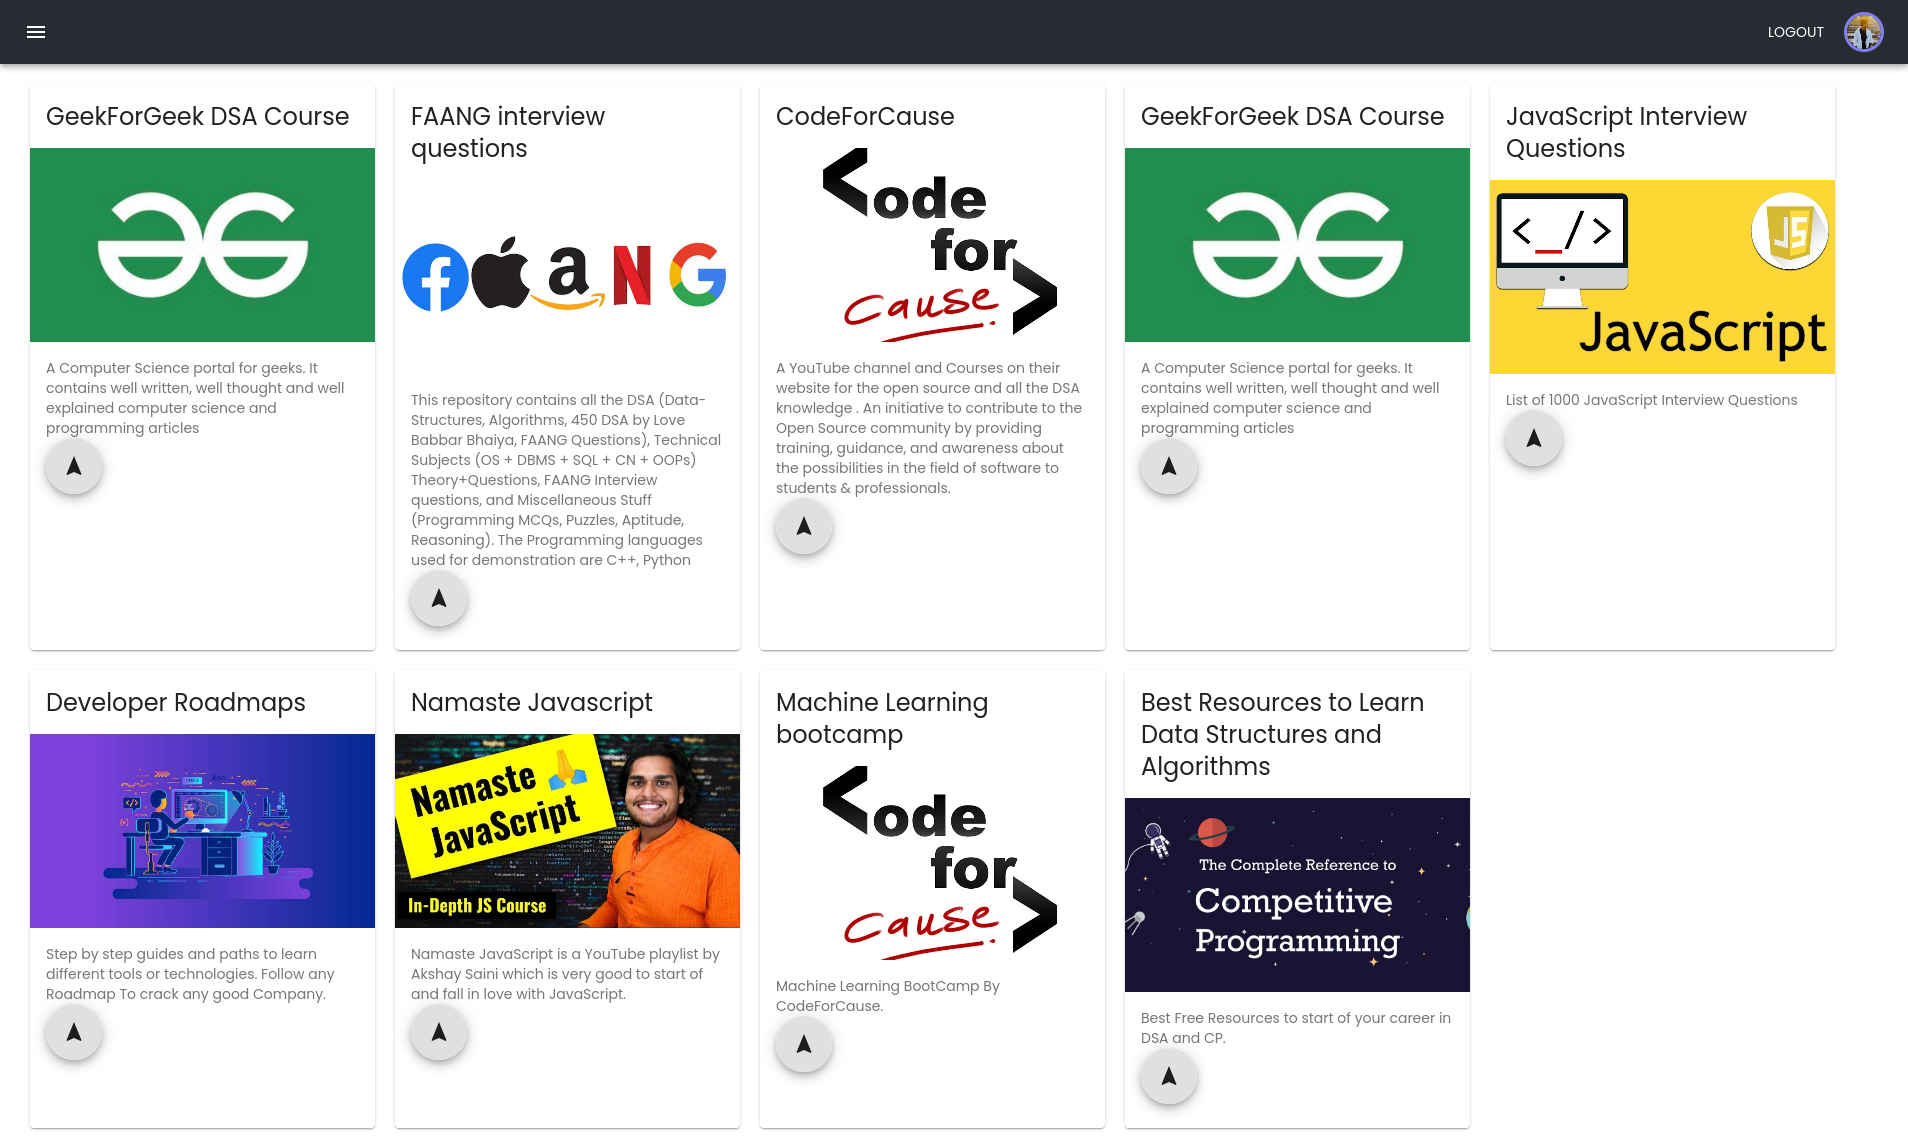 LOGOUT
GeekForGeek DSA Course
A Computer Science portal for geeks. It
contains well written, well thought and well
explained computer science and
programming articles
FAANG interview
questions
This repository contains all the DSA (Data-
Structures, Algorithms, 450 DSA by Love
Babbar Bhaiya, FAANG Questions), Technical
Subjects (OS + DBMS + SQL + CN + OOPs)
Theory+Questions, FAANG Interview
questions, and Miscellaneous Stuff
(Programming MCQs, Puzzles, Aptitude,
Reasoning). The Programming languages
used for demonstration are C++, Python
CodeForCause
<ode
for
Cause >
A YouTube channel and Courses on their
website for the open source and all the DSA
knowledge . An initiative to contribute to the
Open Source community by providing
training, guidance, and awareness about
the possibilities in the field of software to
students & professionals.
GeekForGeek DSA Course
A Computer Science portal for geeks. It
contains well written, well thought and well
explained computer science and
programming articles
JavaScript Interview
Questions
<_/>
JS
JavaScript
List of 1000 JavaScript Interview Questions
Developer Roadmaps
Step by step guides and paths to learn
different tools or technologies. Follow any
Roadmap To crack any good Company.
Namaste Javascript
Namaste
JavaScript
In-Depth JS Course
Namaste JavaScript is a YouTube playlist by
Akshay Saini which is very good to start of
and fall in love with JavaScript.
Machine Learning
bootcamp
<ode
for
Cause >
Machine Learning BootCamp By
CodeForCause.
Best Resources to Learn
Data Structures and
Algorithms
The Complete Reference to
Competitive
Programming
Best Free Resources to start of your career in
DSA and CP.